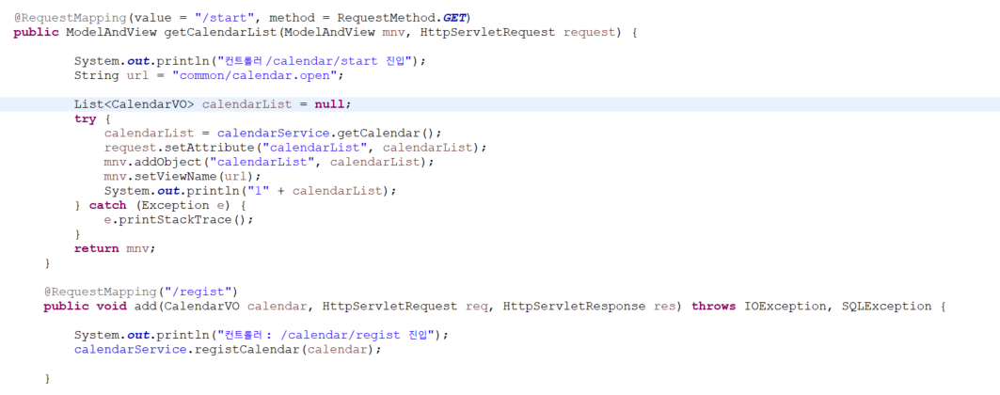 @RequestMapping(value = "/start", method = RequestMethod.GET)
public ModelAndView getCalendarList(ModelAndView mnv, HttpServletRequest request) {
System.out.println("컨트롤러/calendar/start 진입");
String url = "common/calendar.open";
List<CalendarVO> calendarList = null;
try {
calendarList = calendarService.getCalendar();
request.setAttribute("calendarList", calendarList);
mnv.addObject("calendarList", calendarList);
mnv.setViewName(url);
System.out.println("1" + calendarList);
} catch (Exception e) {
e.printStackTrace();
}
return mnv;
}
@RequestMapping("/regist")
public void add(CalendarVO calendar, HttpServletRequest req, HttpServletResponse res) throws IOException, SQLException {
System.out.println("컨트롤러 : /calendar/regist 진입");
calendarService.registCalendar(calendar);
}